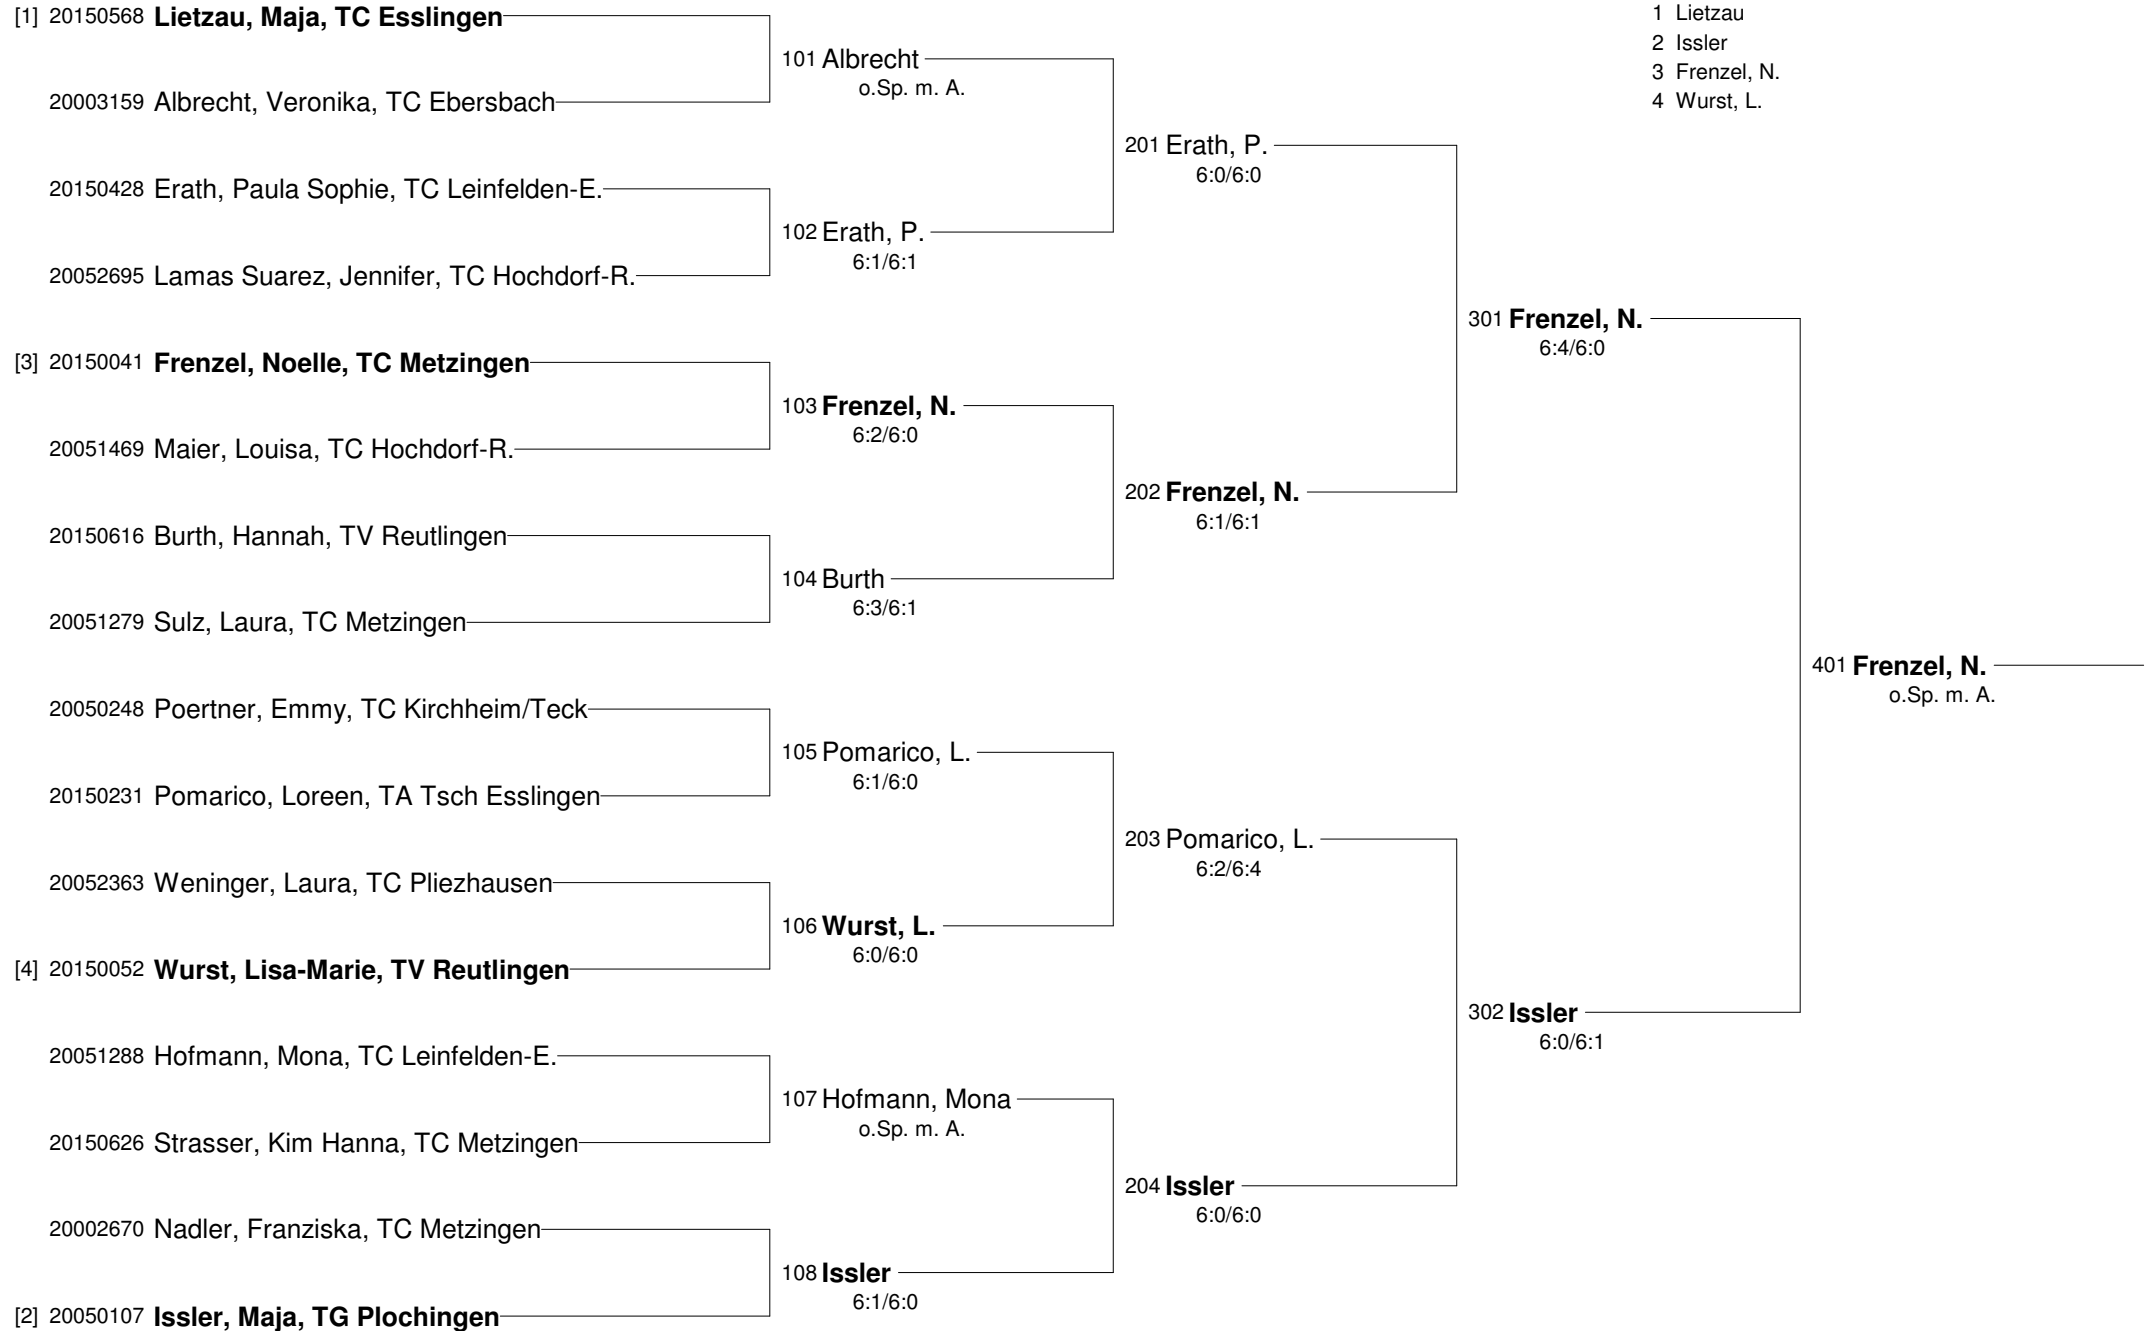 [1] 20150568 Lietzau, Maja, TC Esslingen
20003159 Albrecht, Veronika, TC Ebersbach
20150428 Erath, Paula Sophie, TC Leinfelden-E.
20052695 Lamas Suarez, Jennifer, TC Hochdorf-R.
[3] 20150041 Frenzel, Noelle, TC Metzingen
20051469 Maier, Louisa, TC Hochdorf-R.
20150616 Burth, Hannah, TV Reutlingen
20051279 Sulz, Laura, TC Metzingen
20050248 Poertner, Emmy, TC Kirchheim/Teck
20150231 Pomarico, Loreen, TA Tsch Esslingen
20052363 Weninger, Laura, TC Pliezhausen
[4] 20150052 Wurst, Lisa-Marie, TV Reutlingen
20051288 Hofmann, Mona, TC Leinfelden-E.
20150626 Strasser, Kim Hanna, TC Metzingen
20002670 Nadler, Franziska, TC Metzingen
[2] 20050107 Issler, Maja, TG Plochingen
101 Albrecht
o.Sp. m. A.
102 Erath, P.
6:1/6:1
103 Frenzel, N.
6:2/6:0
104 Burth
6:3/6:1
105 Pomarico, L.
6:1/6:0
106 Wurst, L.
6:0/6:0
107 Hofmann, Mona
o.Sp. m. A.
108 Issler
6:1/6:0
201 Erath, P.
6:0/6:0
202 Frenzel, N.
6:1/6:1
203 Pomarico, L.
6:2/6:4
204 Issler
6:0/6:0
301 Frenzel, N.
6:4/6:0
302 Issler
6:0/6:1
401 Frenzel, N.
o.Sp. m. A.
1 Lietzau
2 Issler
3 Frenzel, N.
4 Wurst, L.